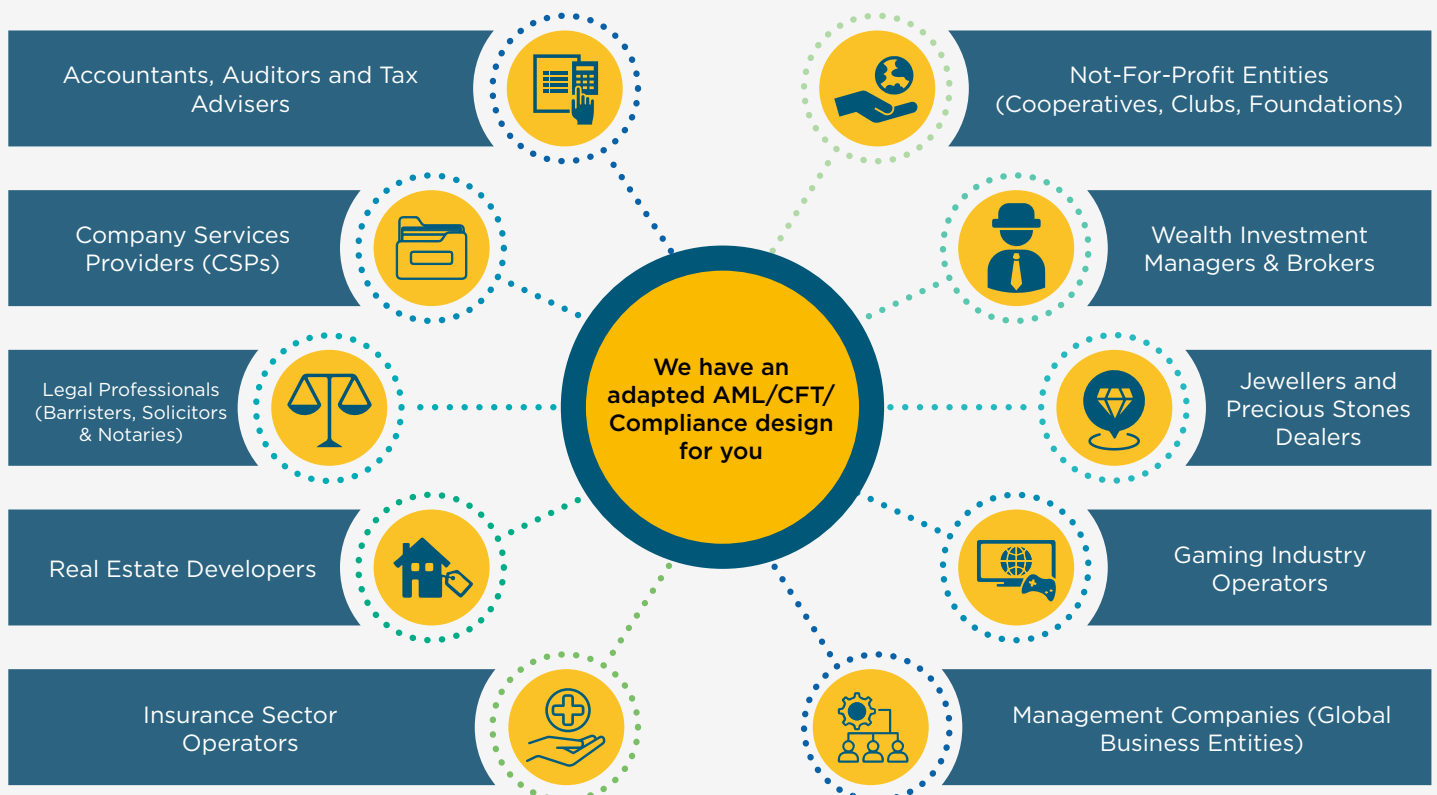 Accountants, Auditors and Tax
Advisers
Company Services
Providers (CSPs)
Legal Professionals
(Barristers, Solicitors
& Notaries)
Real Estate Developers
Insurance Sector
Operators
We have an
adapted AML/CFT/
Compliance design
for you
Not-For-Profit Entities
(Cooperatives, Clubs, Foundations)
Wealth Investment
Managers & Brokers
Jewellers and
Precious Stones
Dealers
Gaming Industry
Operators
Management Companies (Global
Business Entities)